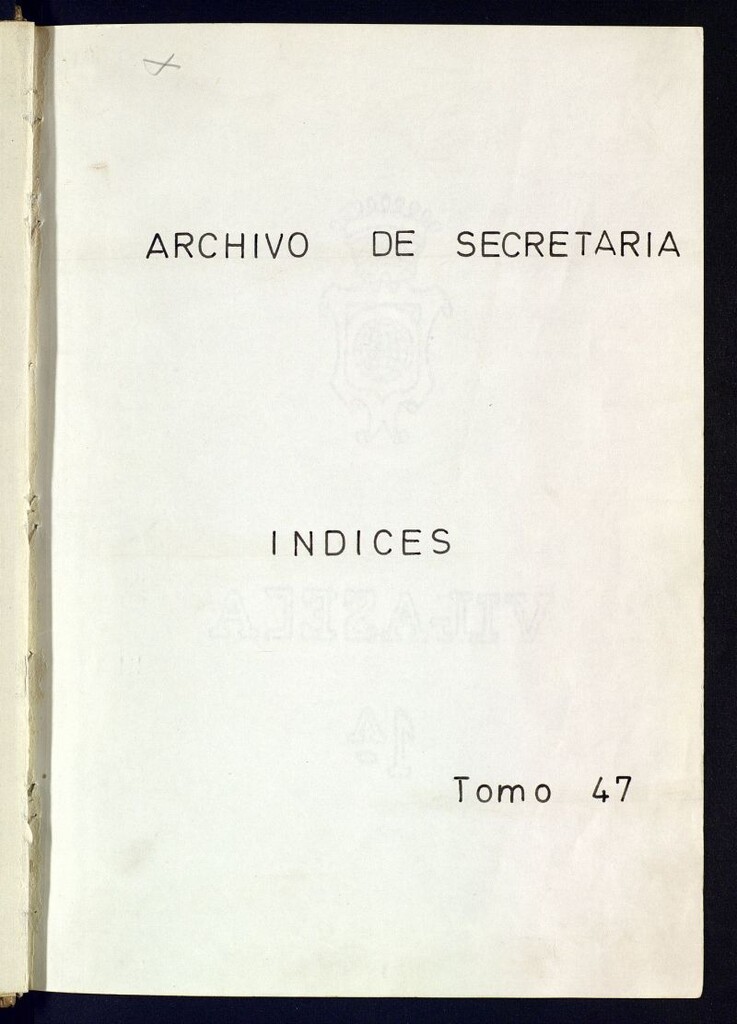 ARCHIVO DE SECRETARIA
INDICES
Tomo 47